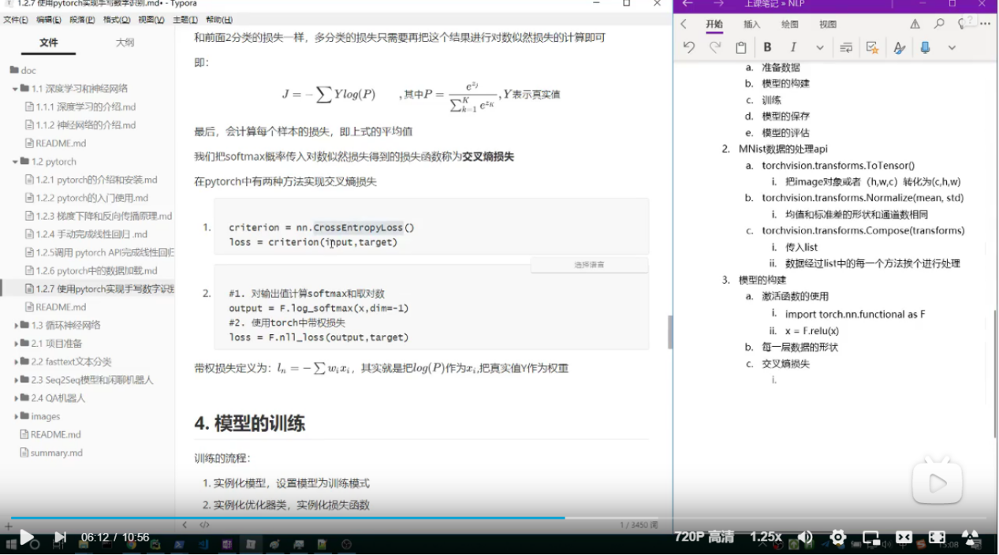 1.2.7 使用pytorch实现手写数字识别.md• - Typora
文件(F) 编辑(E) 段落(P) 格式(O) 视图(V) 主题(T) 帮助(H)
文件 大纲
doc
1.1 深度学习和神经网络
1.1.1 深度学习的介绍.md
1.1.2 神经网络的介绍.md
README.md
1.2 pytorch
1.2.1 pytorch的介绍和安装.md
1.2.2 pytorch的入门使用.md
1.2.3 梯度下降和反向传播原理.md
1.2.4 手动完成线性回归 .md
1.2.5调用 pytorch API完成线性回归
1.2.6 pytorch中的数据加载.md
1.2.7 使用pytorch实现手写数字识别
README.md
1.3 循环神经网络
2.1 项目准备
2.2 fasttext文本分类
2.3 Seq2Seq模型和闲聊机器人
2.4 QA机器人
images
README.md
summary.md
和前面2分类的损失一样，多分类的损失只需要再把这个结果进行对数似然损失的计算即可
即：
J = −∑Ylog(P) , 其中P = e^{z_j} / ∑_{k=1}^{K} e^{z_K}, Y表示真实值
最后，会计算每个样本的损失，即上式的平均值
我们把softmax概率传入对数似然损失得到的损失函数称为交叉熵损失
在pytorch中有两种方法实现交叉熵损失
1. criterion = nn.CrossEntropyLoss()
loss = criterion(input,target)
选择语言
2. #1. 对输出值计算softmax和取对数
output = F.log_softmax(x,dim=-1)
#2. 使用torch中带权损失
loss = F.nll_loss(output,target)
带权损失定义为：l_n = −∑w_i x_i，其实就是把log(P)作为x_i,把真实值Y作为权重
4. 模型的训练
训练的流程：
1. 实例化模型，设置模型为训练模式
2. 实例化优化器类，实例化损失函数
1 / 3450 词
上课笔记 » NLP
开始 插入 绘图 视图
B I
a. 准备数据
b. 模型的构建
c. 训练
d. 模型的保存
e. 模型的评估
2. MNist数据的处理api
a. torchvision.transforms.ToTensor()
i. 把image对象或者（h,w,c）转化为(c,h,w)
b. torchvision.transforms.Normalize(mean, std)
i. 均值和标准差的形状和通道数相同
c. torchvision.transforms.Compose(transforms)
i. 传入list
ii. 数据经过list中的每一个方法挨个进行处理
3. 模型的构建
a. 激活函数的使用
i. import torch.nn.functional as F
ii. x = F.relu(x)
b. 每一层数据的形状
c. 交叉熵损失
i.
06:12 / 10:56
720P 高清 1.25x
15:08